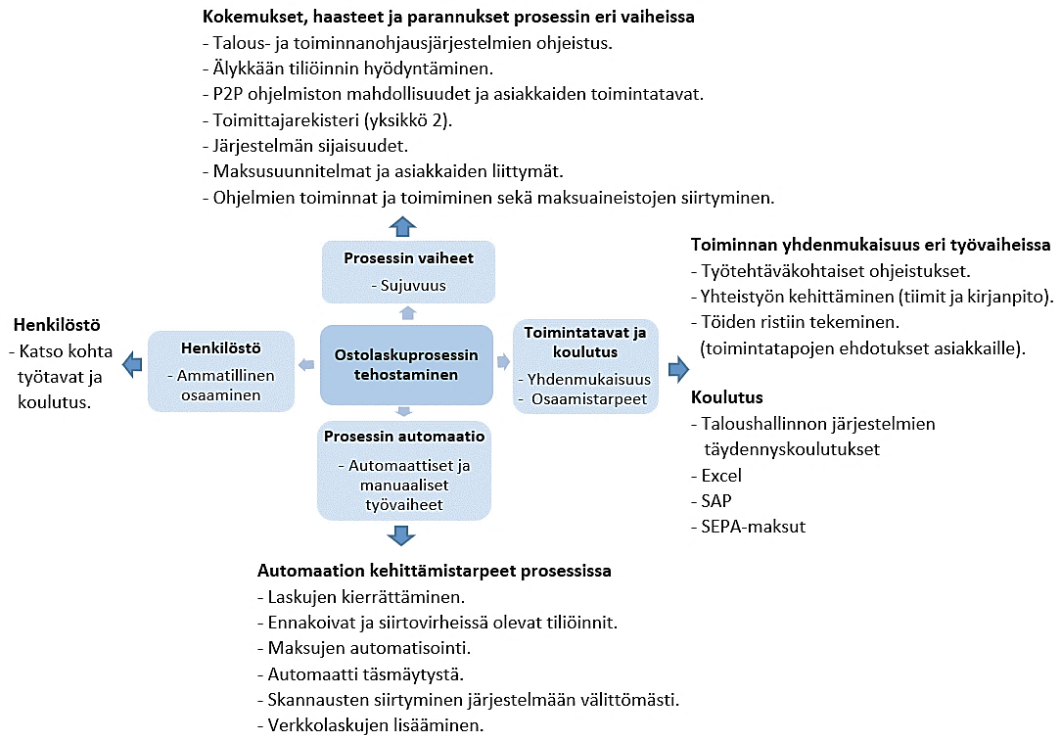 Kokemukset, haasteet ja parannukset prosessin eri vaiheissa
- Talous- ja toiminnanohjausjärjestelmien ohjeistus.
- Älykkään tiliöinnin hyödyntäminen.
- P2P ohjelmiston mahdollisuudet ja asiakkaiden toimintatavat.
- Toimittajarekisteri (yksikkö 2).
- Järjestelmän sijaisuudet.
- Maksusuunnitelmat ja asiakkaiden liittymät.
- Ohjelmien toiminnat ja toimiminen sekä maksuaineistojen siirtyminen.
Prosessin vaiheet
- Sujuvuus
Henkilöstö
- Katso kohta
työtavat ja
koulutus.
Henkilöstö
- Ammatillinen
osaaminen
Ostolaskuprosessin
tehostaminen
Toimintatavat ja
koulutus
- Yhdenmukaisuus
- Osaamistarpeet
Toiminnan yhdenmukaisuus eri työvaiheissa
- Työtehtäväkohtaiset ohjeistukset.
- Yhteistyön kehittäminen (tiimit ja kirjanpito).
- Töiden ristiin tekeminen.
(toimintatapojen ehdotukset asiakkaille).
Koulutus
- Taloushallinnon järjestelmien
täydennyskoulutukset
- Excel
- SAP
- SEPA-maksut
Prosessin automaatio
- Automaattiset ja
manuaaliset
työvaiheet
Automaation kehittämistarpeet prosessissa
- Laskujen kierrättäminen.
- Ennakoivat ja siirtovirheissä olevat tiliöinnit.
- Maksujen automatisointi.
- Automaatti täsmäytystä.
- Skannausten siirtyminen järjestelmään välittömästi.
- Verkkolaskujen lisääminen.